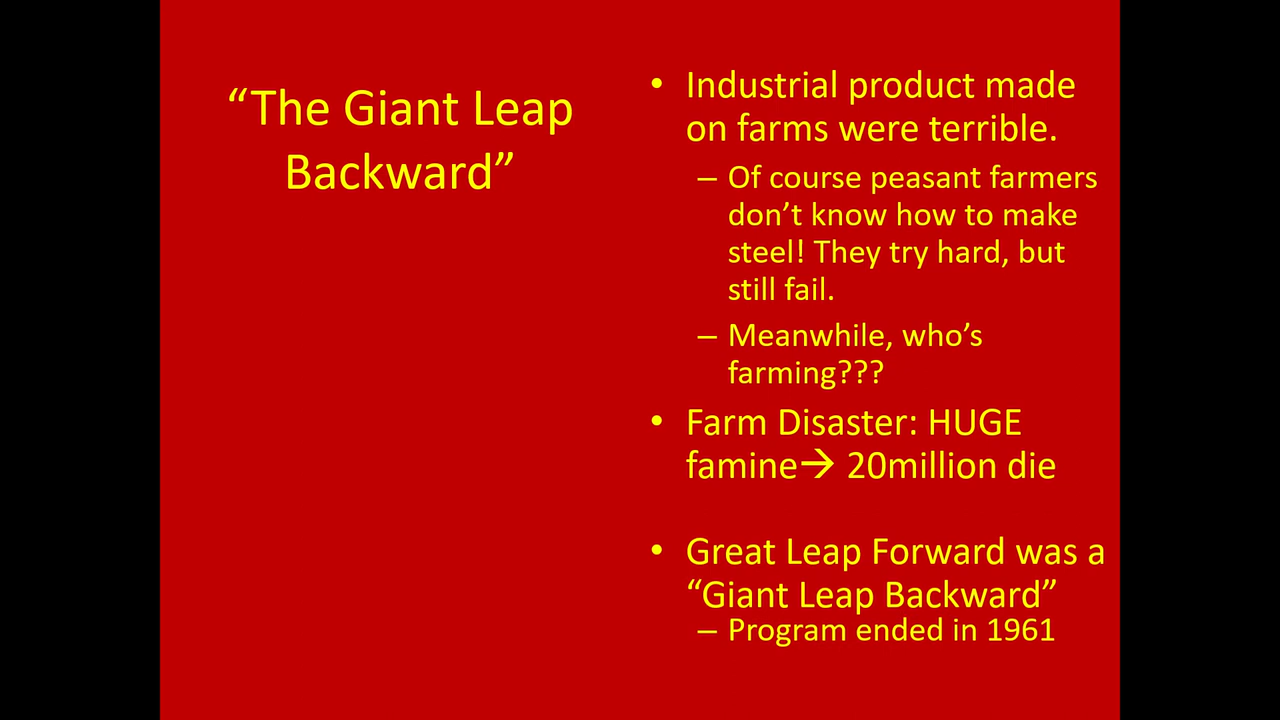 “The Giant Leap
Backward”
• Industrial product made
on farms were terrible.
– Of course peasant farmers
don’t know how to make
steel! They try hard, but
still fail.
– Meanwhile, who’s
farming???
• Farm Disaster: HUGE
famine→ 20million die
• Great Leap Forward was a
“Giant Leap Backward”
– Program ended in 1961